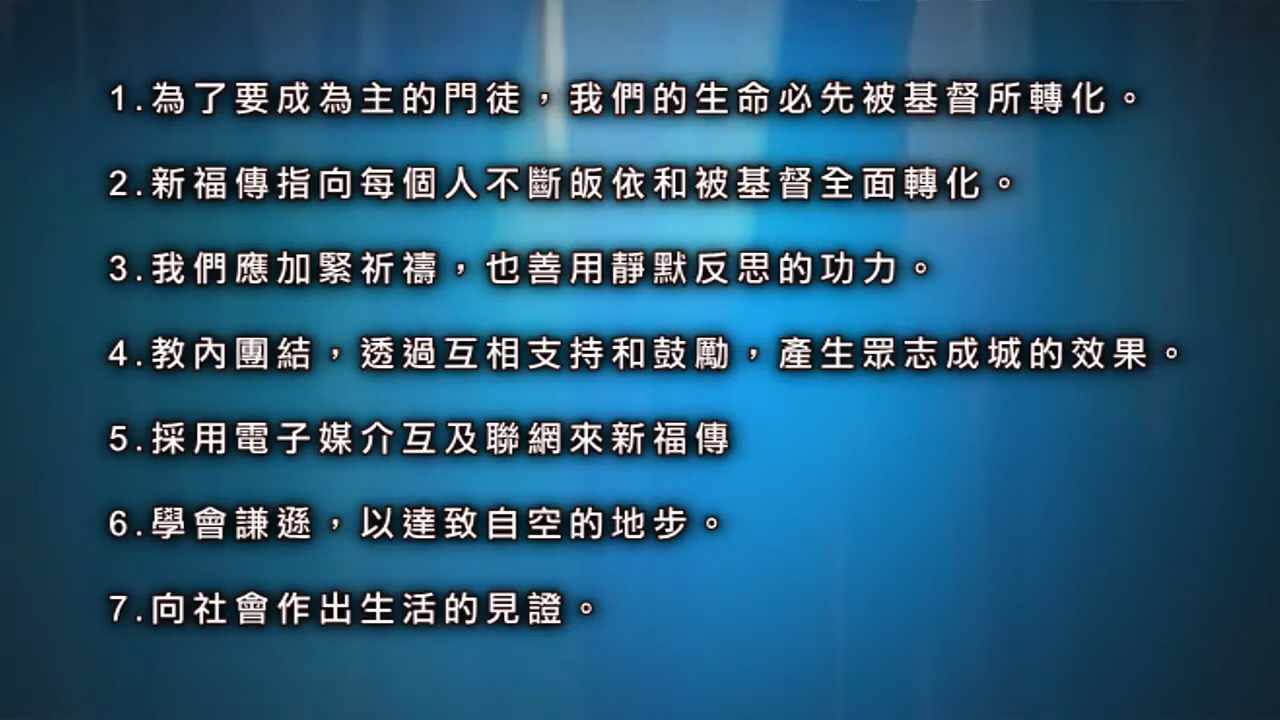 1.為了要成為主的門徒，我們的生命必先被基督所轉化。
2.新福傳指向每個人不斷皈依和被基督全面轉化。
3.我們應加緊祈禱，也善用靜默反思的功力。
4.教內團結，透過互相支持和鼓勵，產生眾志成城的效果。
5.採用電子媒介互及聯網來新福傳
6.學會謙遜，以達致自空的地步。
7.向社會作出生活的見證。